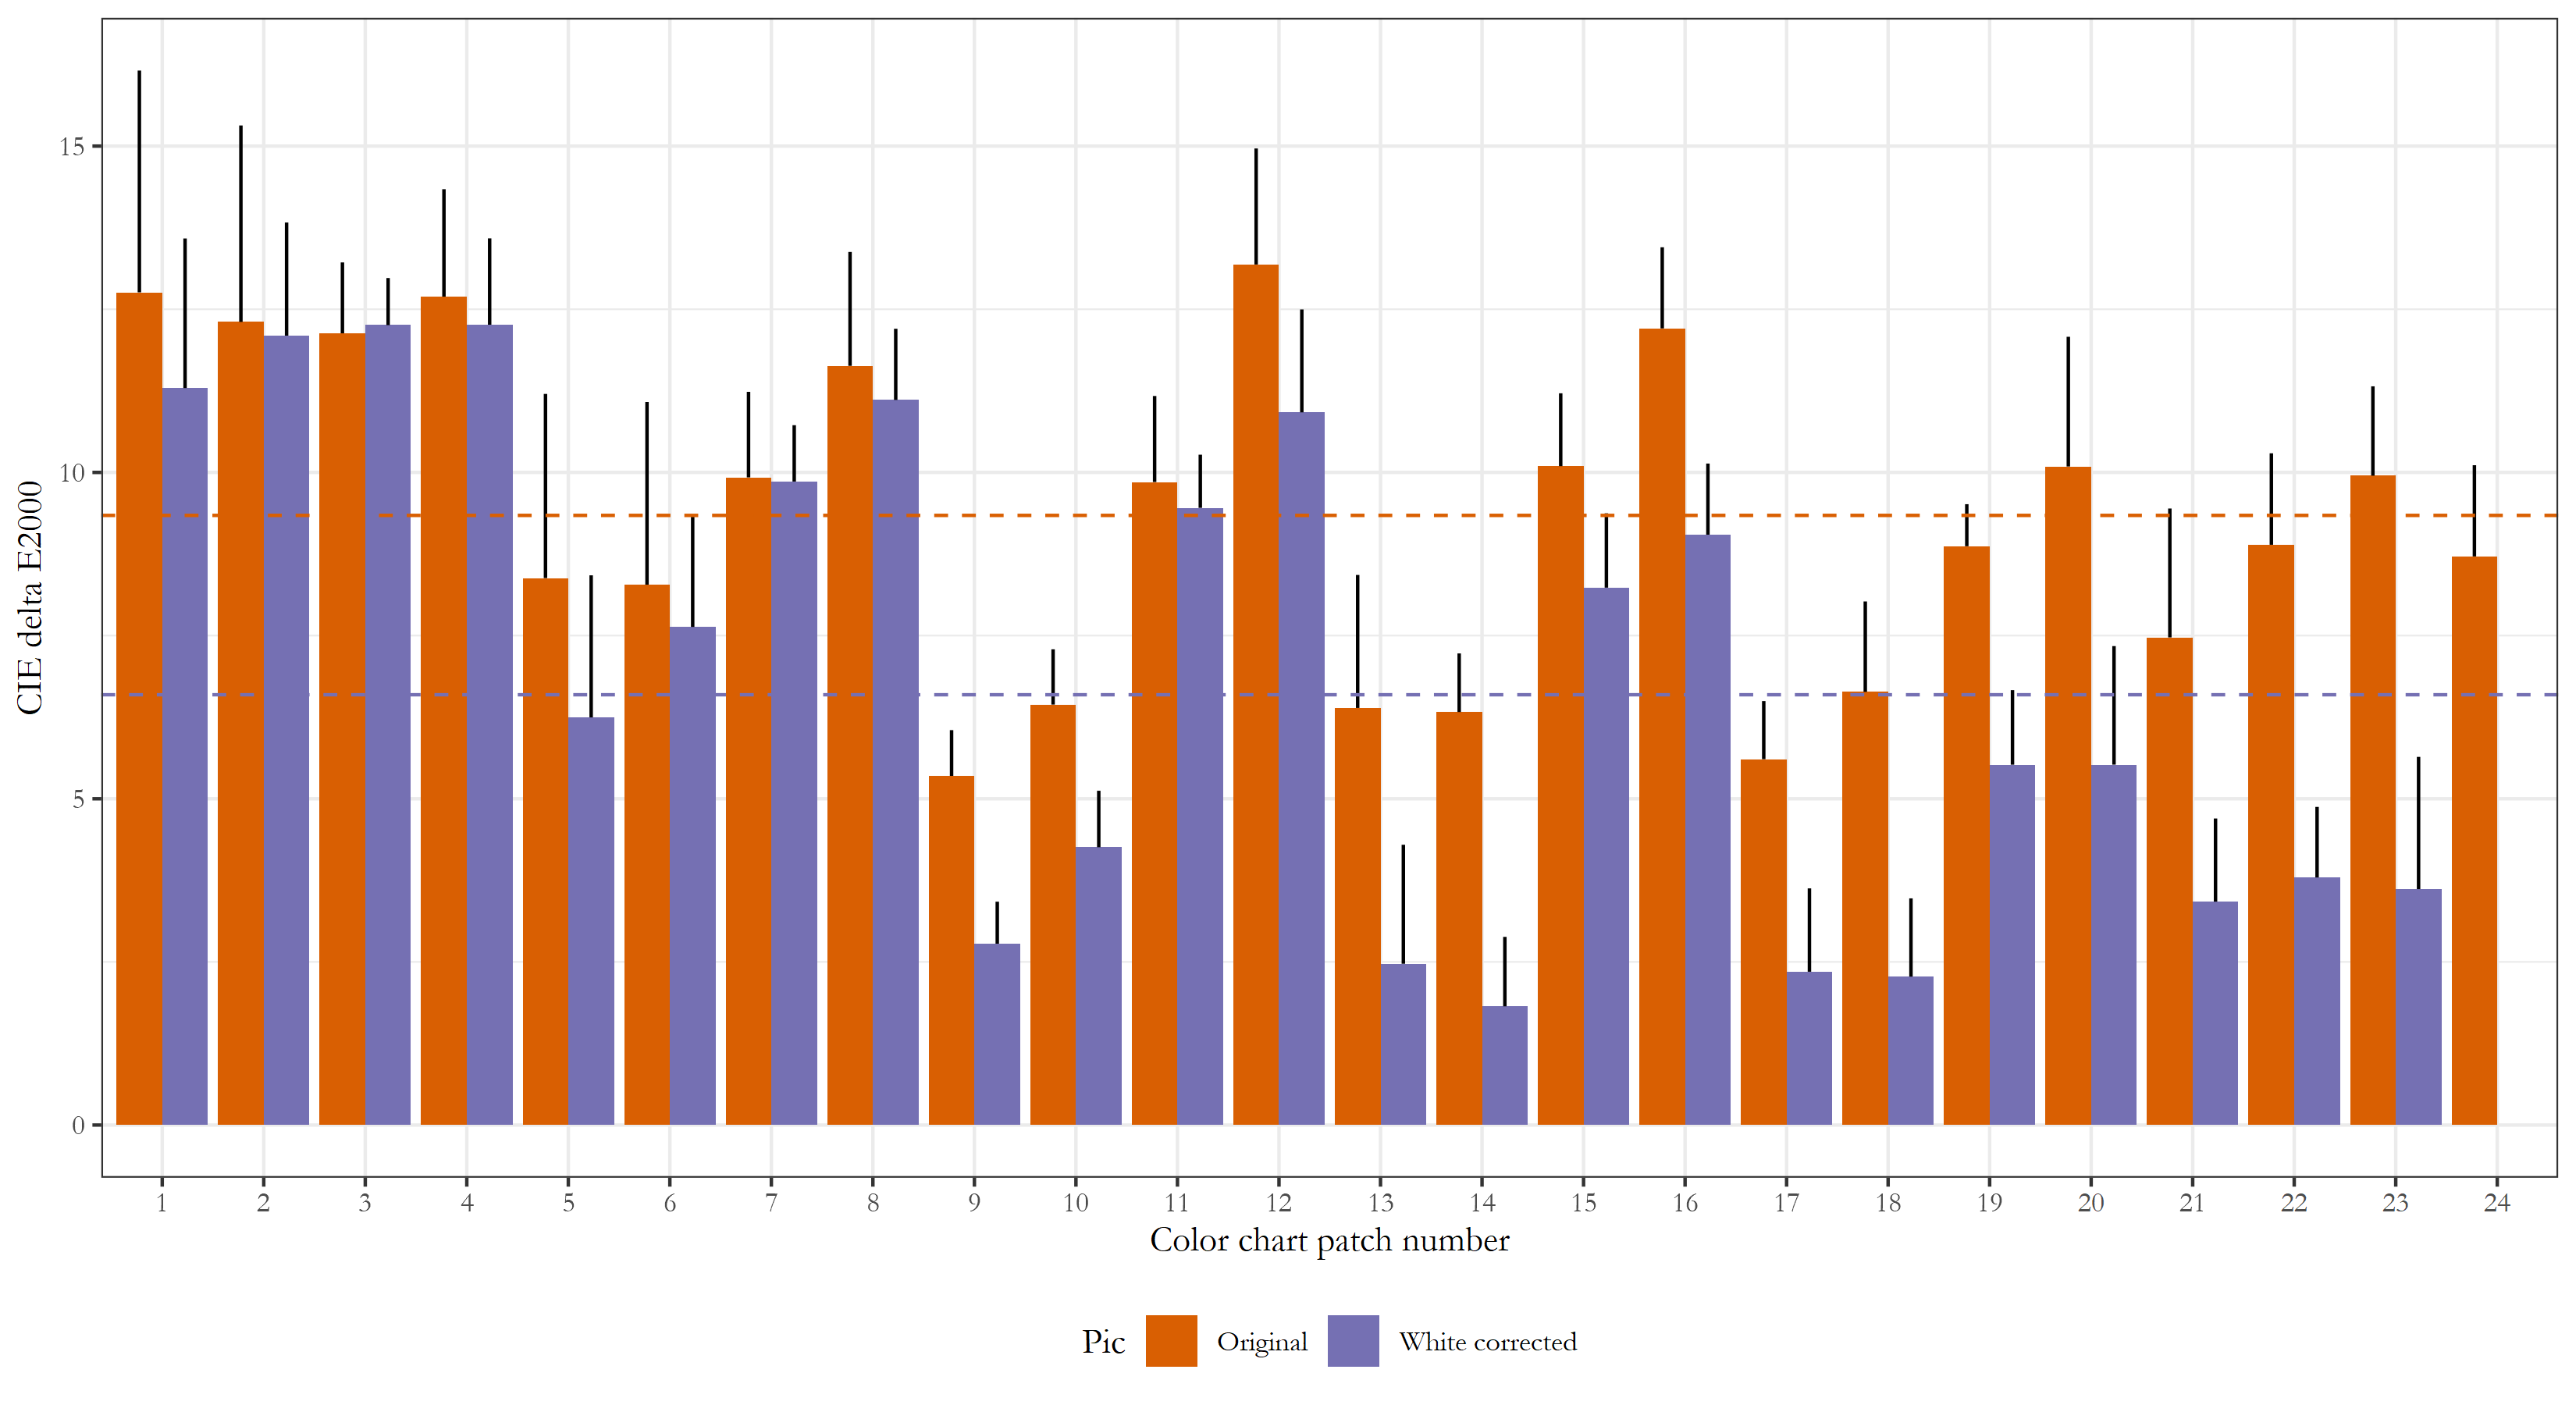 CIE delta E2000
15
10
5
0
1 2 3 4 5 6 7 8 9 10 11 12 13 14 15 16 17 18 19 20 21 22 23 24
Color chart patch number
Pic Original White corrected